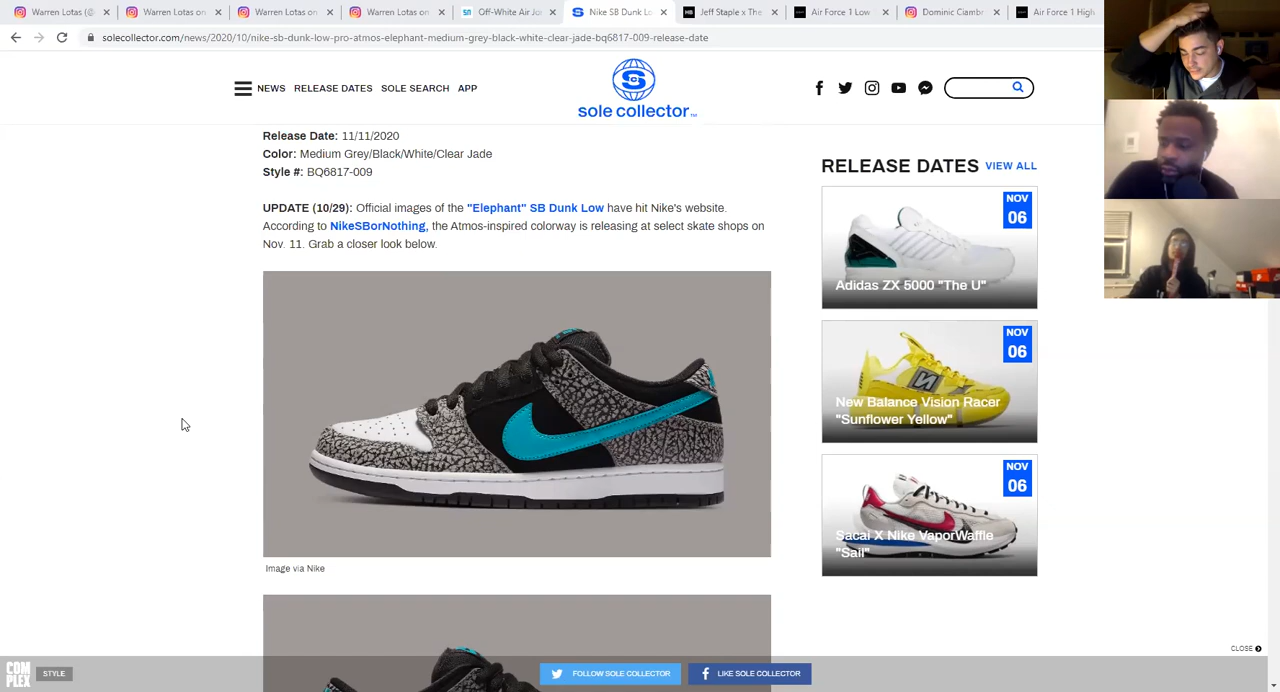 Warren Lotas (@
Warren Lotas on
Warren Lotas on
Warren Lotas on
Off-White Air Jo
Nike SB Dunk Lo
Jeff Staple x The
Air Force 1 Low
Dominic Ciambr
Air Force 1 High
solecollector.com/news/2020/10/nike-sb-dunk-low-pro-atmos-elephant-medium-grey-black-white-clear-jade-bq6817-009-release-date
NEWS RELEASE DATES SOLE SEARCH APP
sole collector
Release Date: 11/11/2020
Color: Medium Grey/Black/White/Clear Jade
Style #: BQ6817-009
UPDATE (10/29): Official images of the "Elephant" SB Dunk Low have hit Nike's website.
According to NikeSBorNothing, the Atmos-inspired colorway is releasing at select skate shops on
Nov. 11. Grab a closer look below.
Image via Nike
RELEASE DATES VIEW ALL
NOV
06
Adidas ZX 5000 "The U"
NOV
06
New Balance Vision Racer
"Sunflower Yellow"
NOV
06
Sacai X Nike VaporWaffle
"Sail"
CLOSE
COM
PLEX
STYLE
FOLLOW SOLE COLLECTOR
LIKE SOLE COLLECTOR